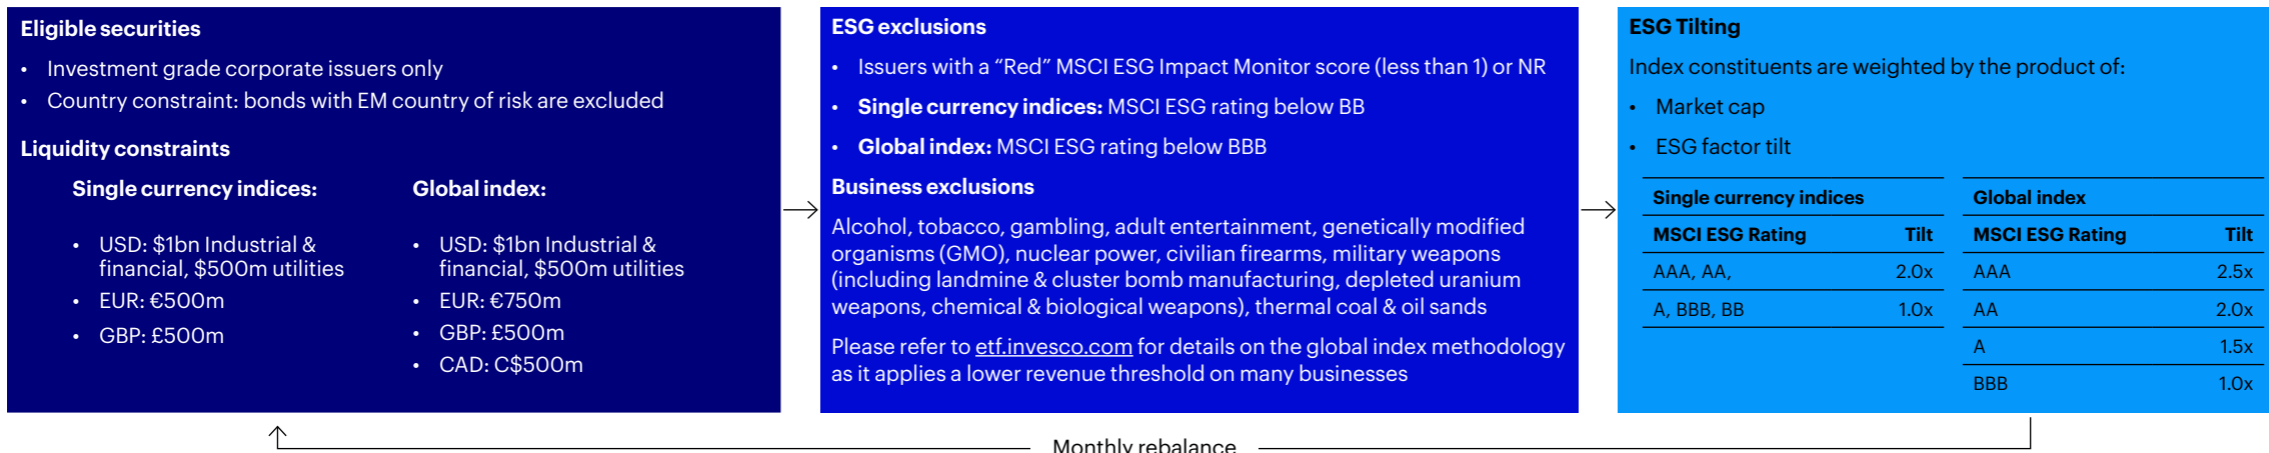 Eligible securities
• Investment grade corporate issuers only
• Country constraint: bonds with EM country of risk are excluded
Liquidity constraints
Single currency indices:
• USD: $1bn Industrial &
financial, $500m utilities
• EUR: €500m
• GBP: £500m
Global index:
• USD: $1bn Industrial &
financial, $500m utilities
• EUR: €750m
• GBP: £500m
• CAD: C$500m
ESG exclusions
• Issuers with a “Red” MSCI ESG Impact Monitor score (less than 1) or NR
• Single currency indices: MSCI ESG rating below BB
• Global index: MSCI ESG rating below BBB
Business exclusions
Alcohol, tobacco, gambling, adult entertainment, genetically modified
organisms (GMO), nuclear power, civilian firearms, military weapons
(including landmine & cluster bomb manufacturing, depleted uranium
weapons, chemical & biological weapons), thermal coal & oil sands
Please refer to etf.invesco.com for details on the global index methodology
as it applies a lower revenue threshold on many businesses
ESG Tilting
Index constituents are weighted by the product of:
• Market cap
• ESG factor tilt
Single currency indices
MSCI ESG Rating Tilt
AAA, AA, 2.0x
A, BBB, BB 1.0x
Global index
MSCI ESG Rating Tilt
AAA 2.5x
AA 2.0x
A 1.5x
BBB 1.0x
Monthly rebalance